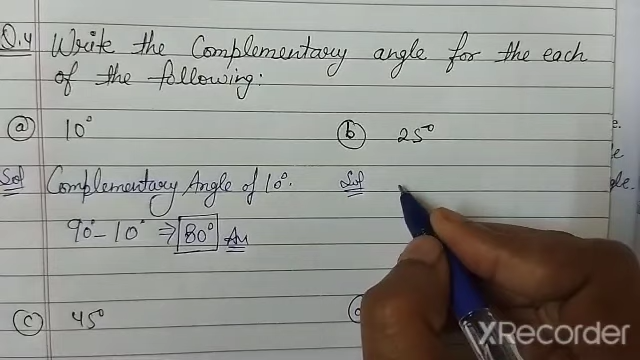 Q.4 Write the Complementary angle for the each
of the following:
(a) 10°
(b) 25°
Sol Complementary Angle of 10°.
Sol
90° - 10° ⇒ 80° Ans
(c) 45°
XRecorder